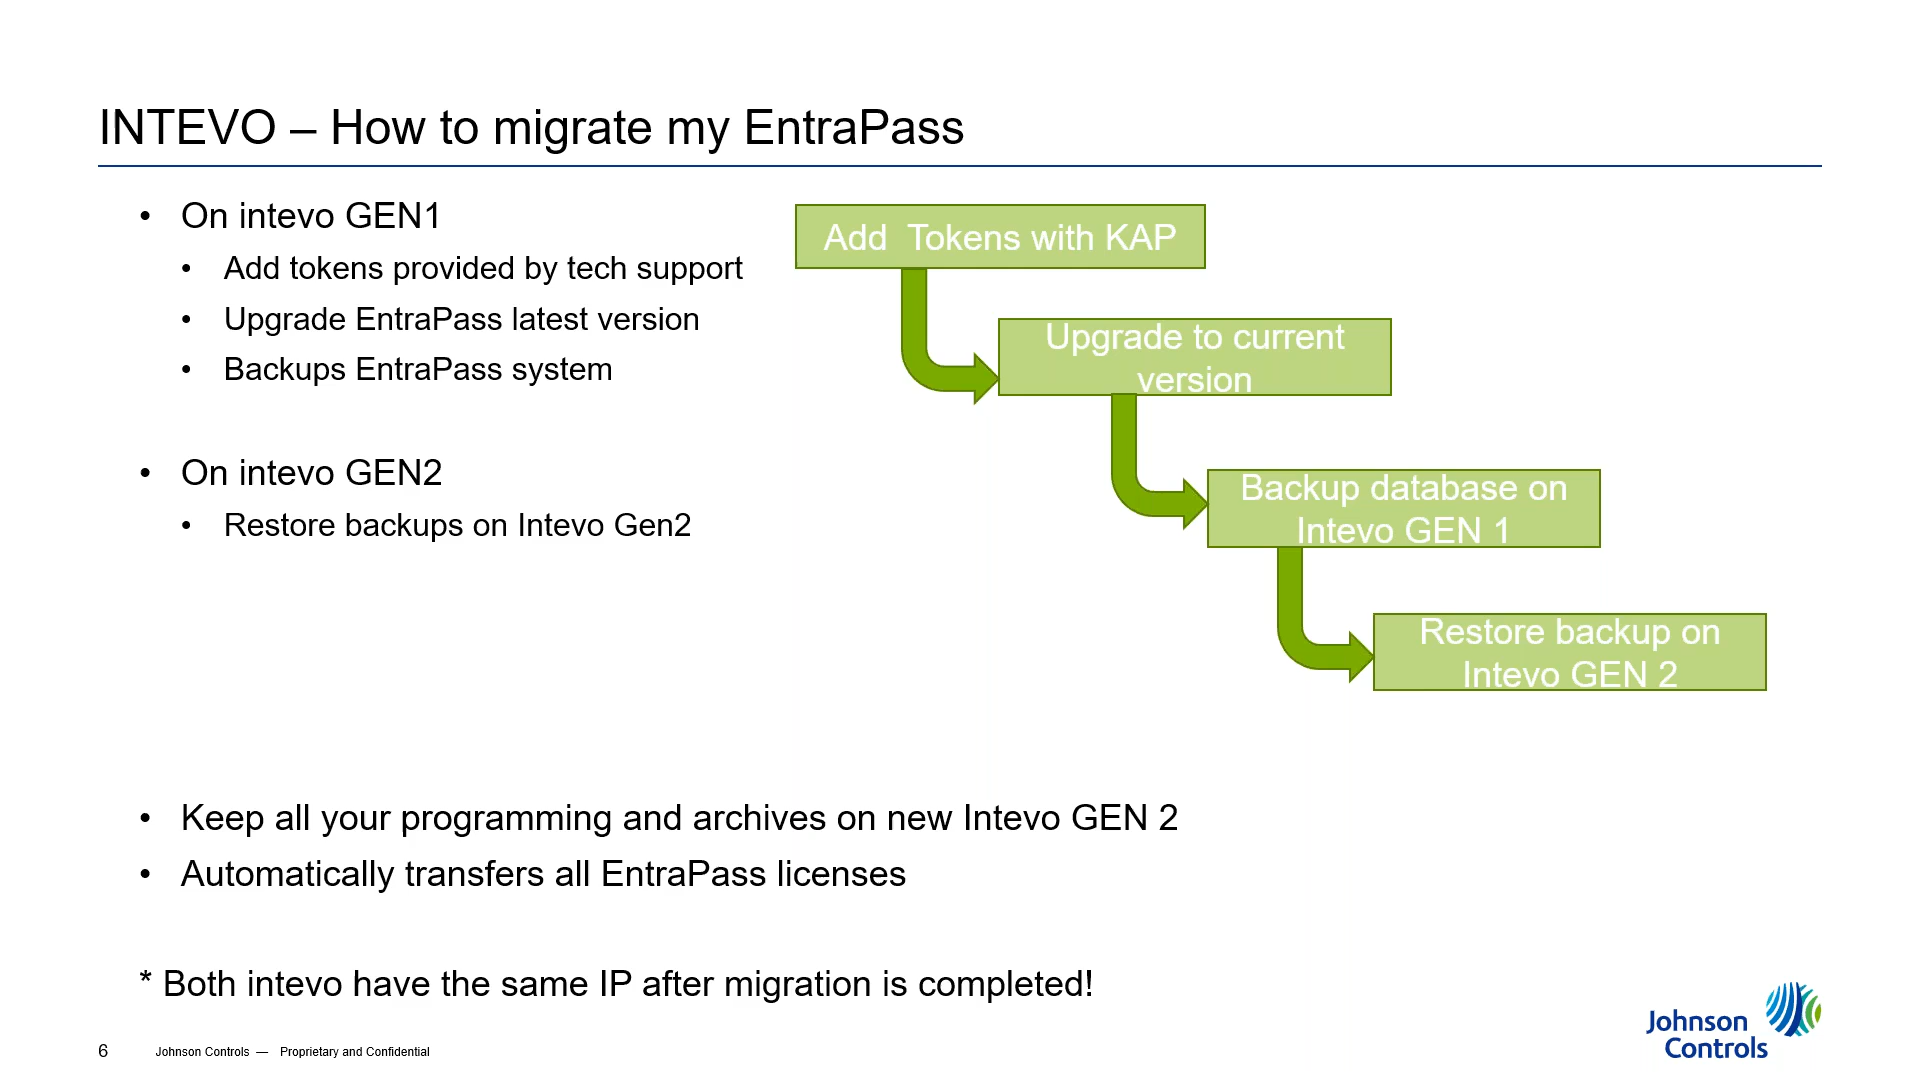 INTEVO – How to migrate my EntraPass
• On intevo GEN1
• Add tokens provided by tech support
• Upgrade EntraPass latest version
• Backups EntraPass system
• On intevo GEN2
• Restore backups on Intevo Gen2
Add  Tokens with KAP
Upgrade to current
version
Backup database on
Intevo GEN 1
Restore backup on
Intevo GEN 2
• Keep all your programming and archives on new Intevo GEN 2
• Automatically transfers all EntraPass licenses
* Both intevo have the same IP after migration is completed!
6 Johnson Controls — Proprietary and Confidential
Johnson
Controls